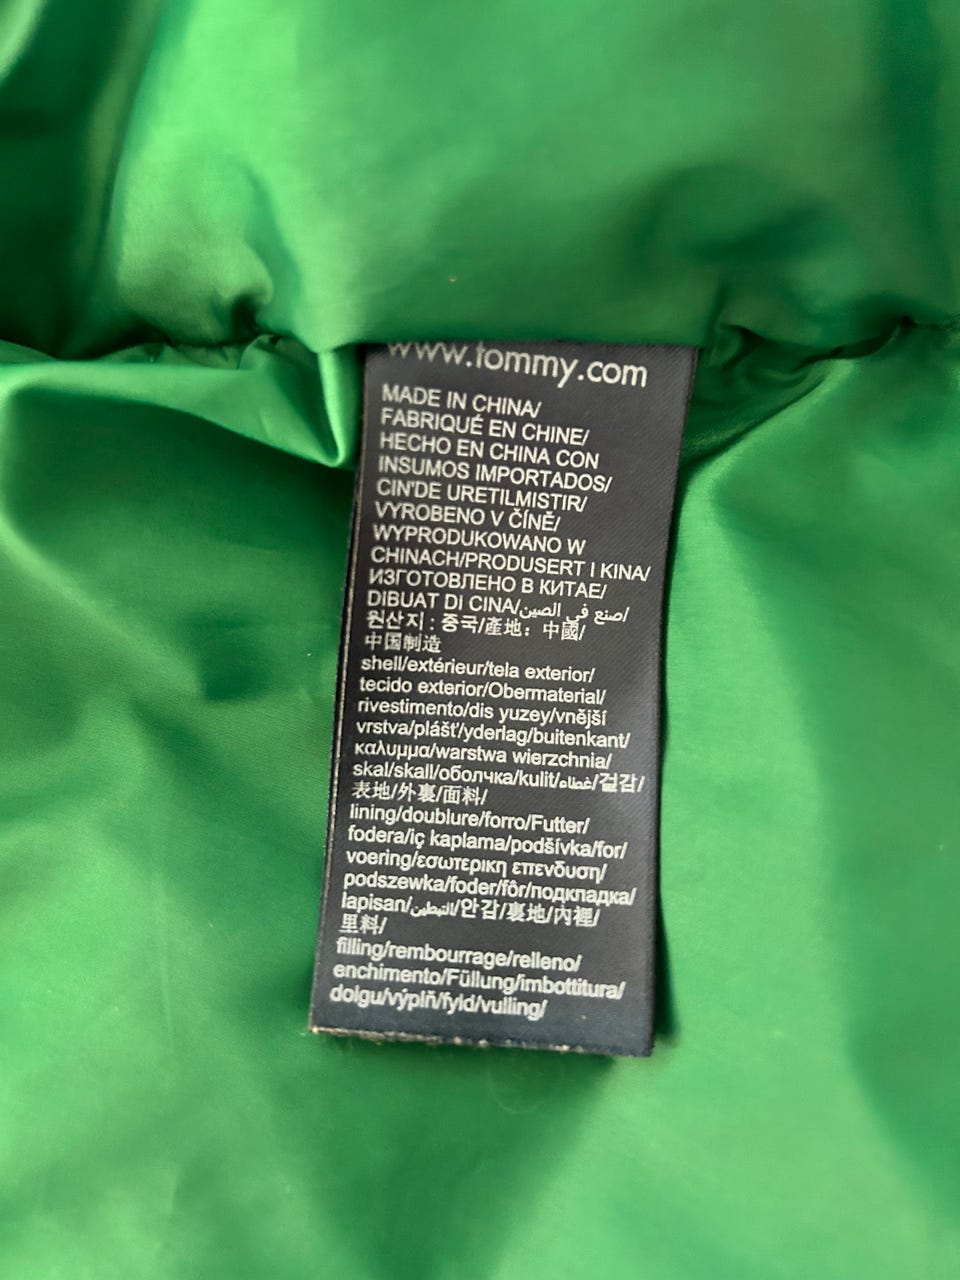 www.tommy.com
MADE IN CHINA/
FABRIQUÉ EN CHINE/
HECHO EN CHINA CON
INSUMOS IMPORTADOS/
CIN'DE URETILMISTIR/
VYROBENO V ČÍNĚ/
WYPRODUKOWANO W
CHINACH/PRODUSERT I KINA/
ИЗГОТОВЛЕНО В КИТАЕ/
DIBUAT DI CINA/صنع في الصين/
원산지 : 중국/產地：中國/
中国制造
shell/extérieur/tela exterior/
tecido exterior/Obermaterial/
rivestimento/dis yuzey/vnější
vrstva/plášť/yderlag/buitenkant/
καλυμμα/warstwa wierzchnia/
skal/skall/оболчка/kulit/غطاء/겉감/
表地/外裏/面料/
lining/doublure/forro/Futter/
fodera/iç kaplama/podšívka/for/
voering/εσωτερικη επενδυση/
podszewka/foder/fôr/подкладка/
lapisan/التبطين/안감/裏地/內裡/
里料/
filling/rembourrage/relleno/
enchimento/Füllung/imbottitura/
dolgu/výplň/fyld/vulling/